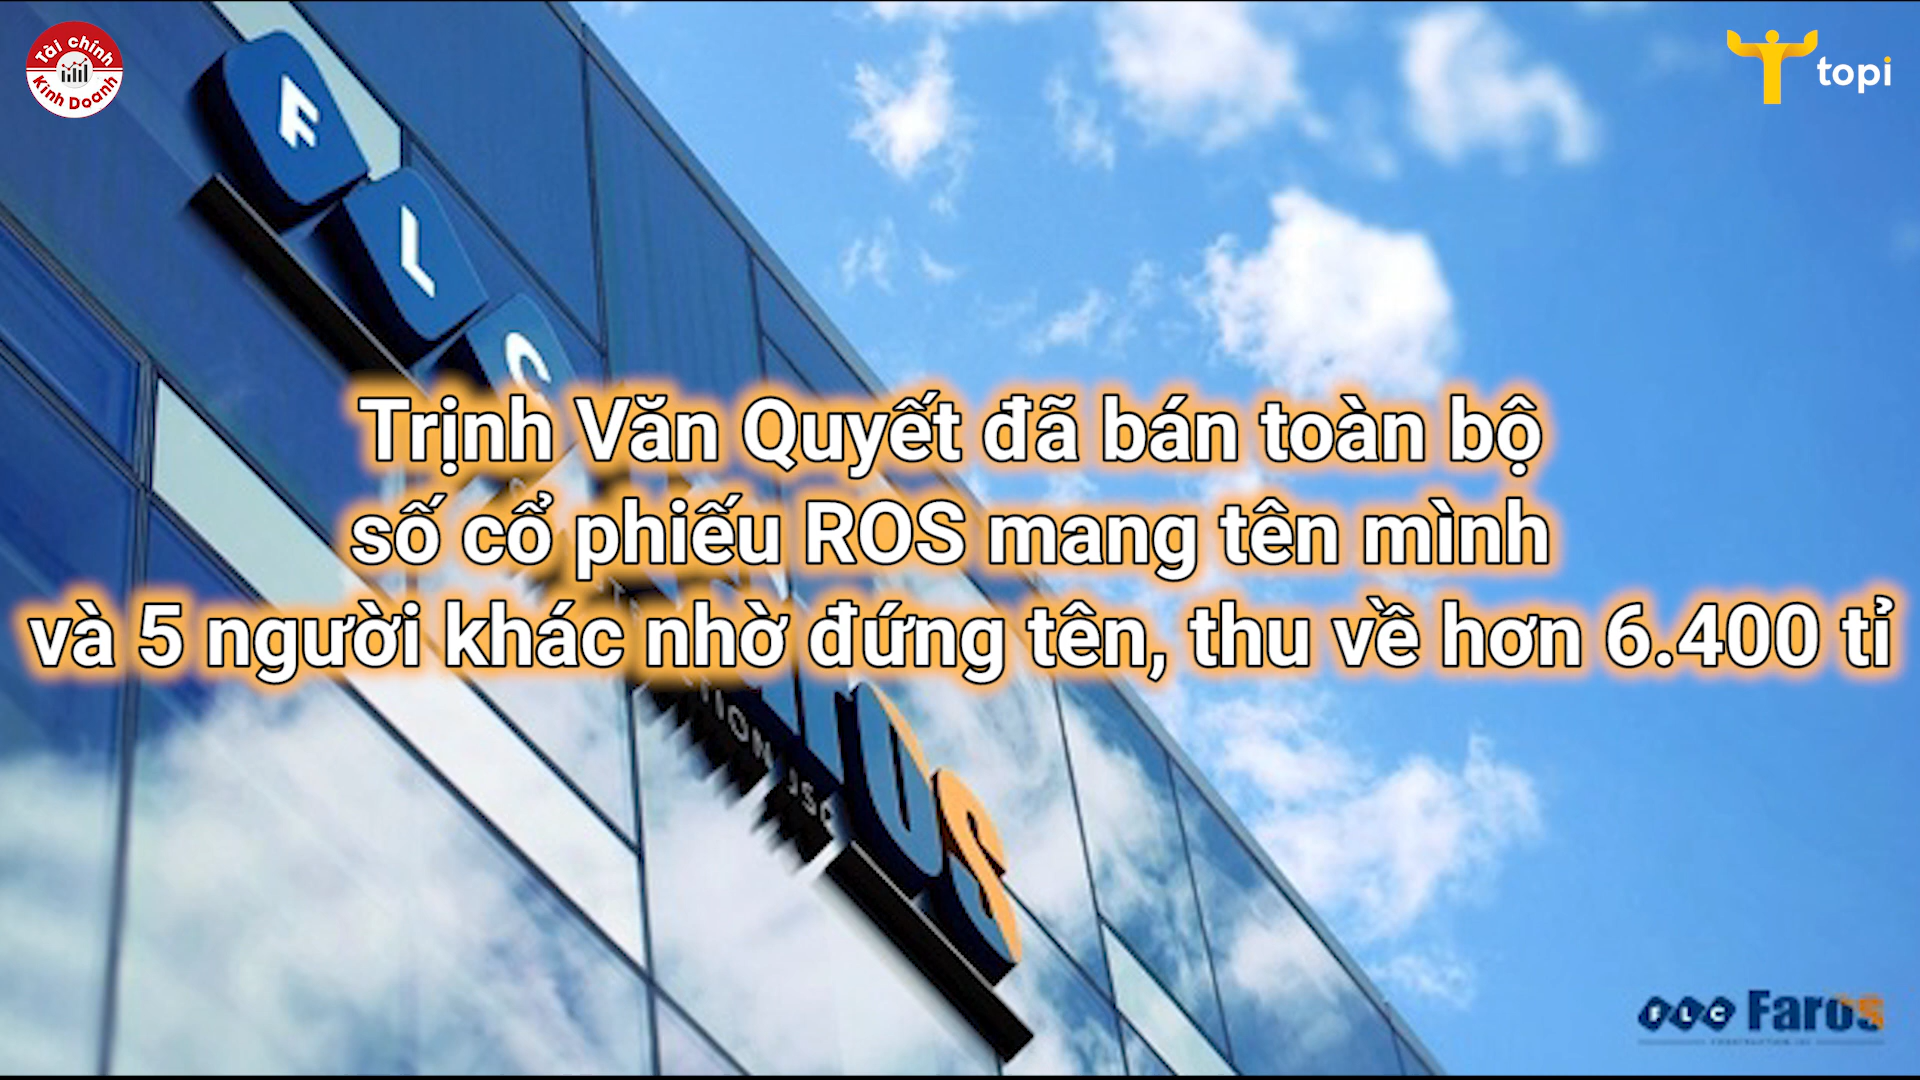 Tài chính
Kinh Doanh
topi
F L C
Trịnh Văn Quyết đã bán toàn bộ
số cổ phiếu ROS mang tên mình
và 5 người khác nhờ đứng tên, thu về hơn 6.400 tỉ
JSC
FLC Faros